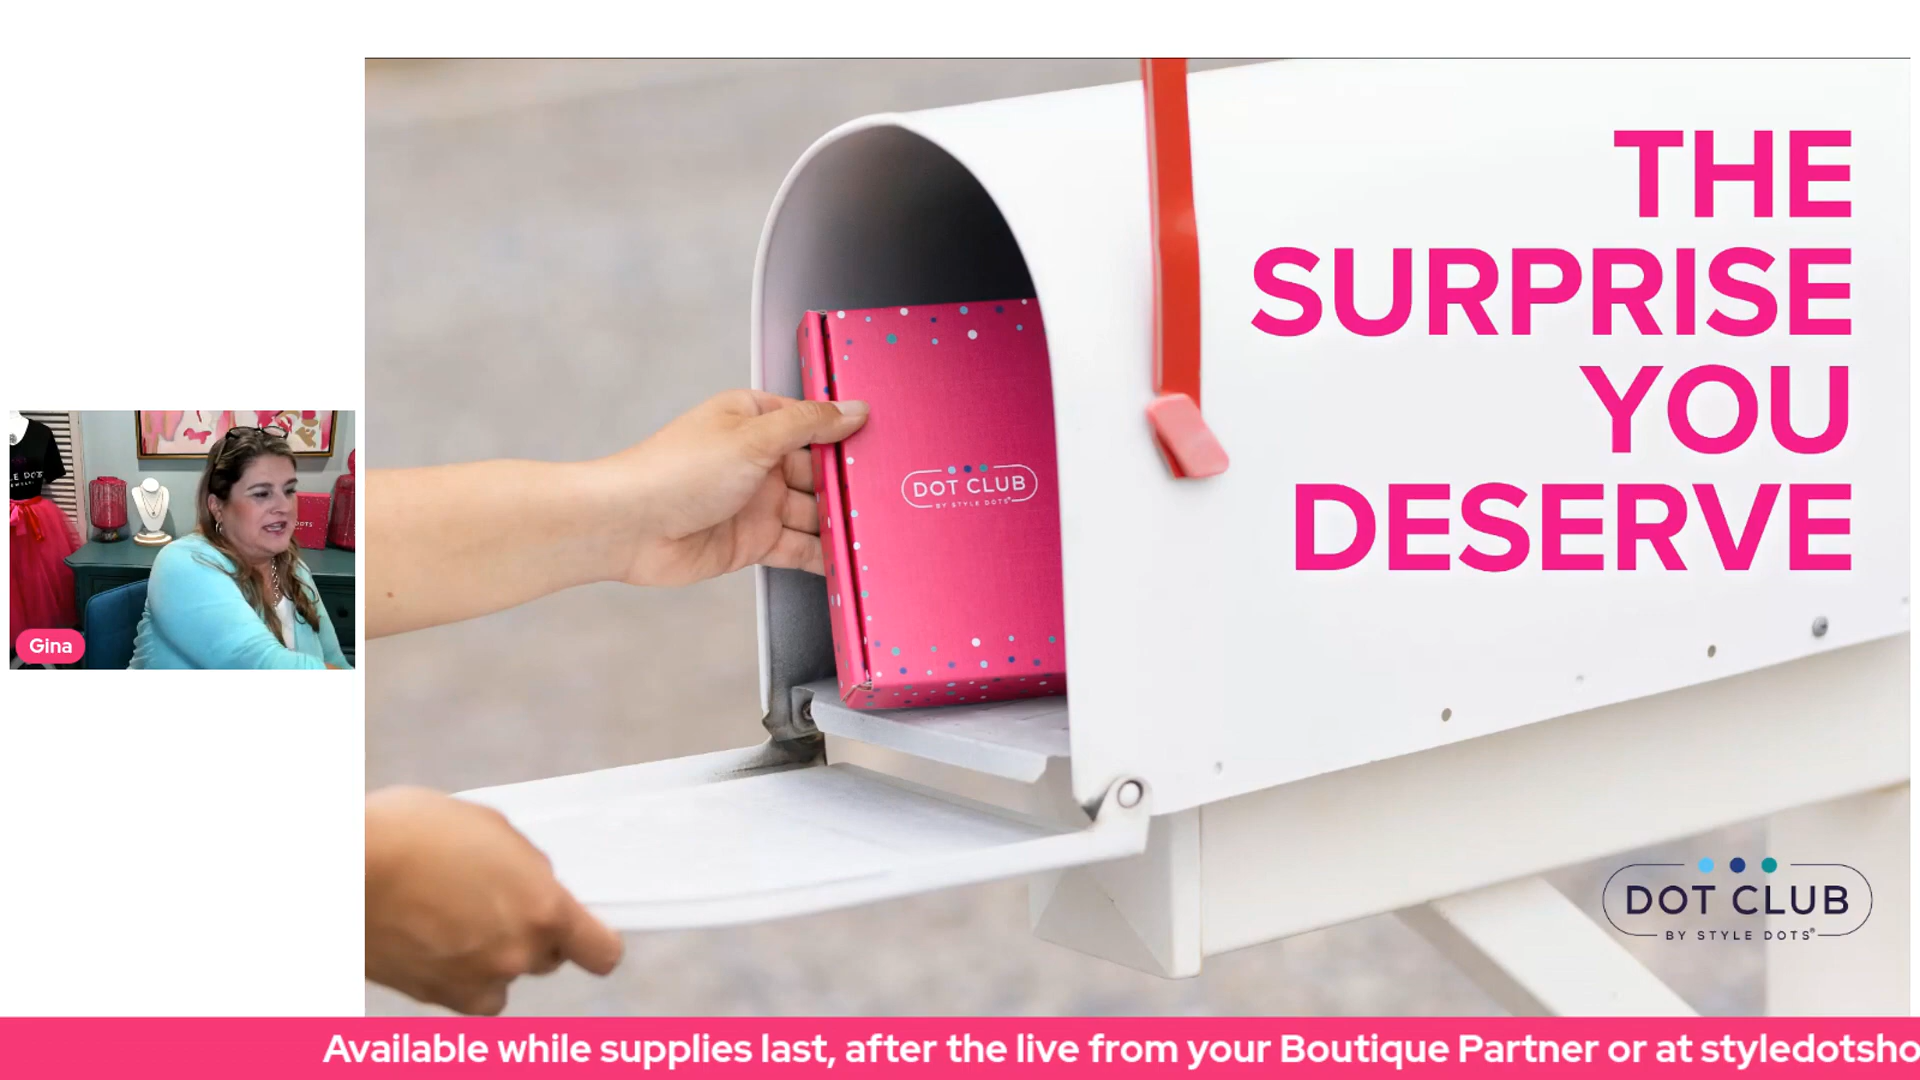 THE
SURPRISE
YOU
DESERVE
DOT CLUB
BY STYLE DOTS®
Gina
DOT CLUB
BY STYLE DOTS®
Available while supplies last, after the live from your Boutique Partner or at styledotsho